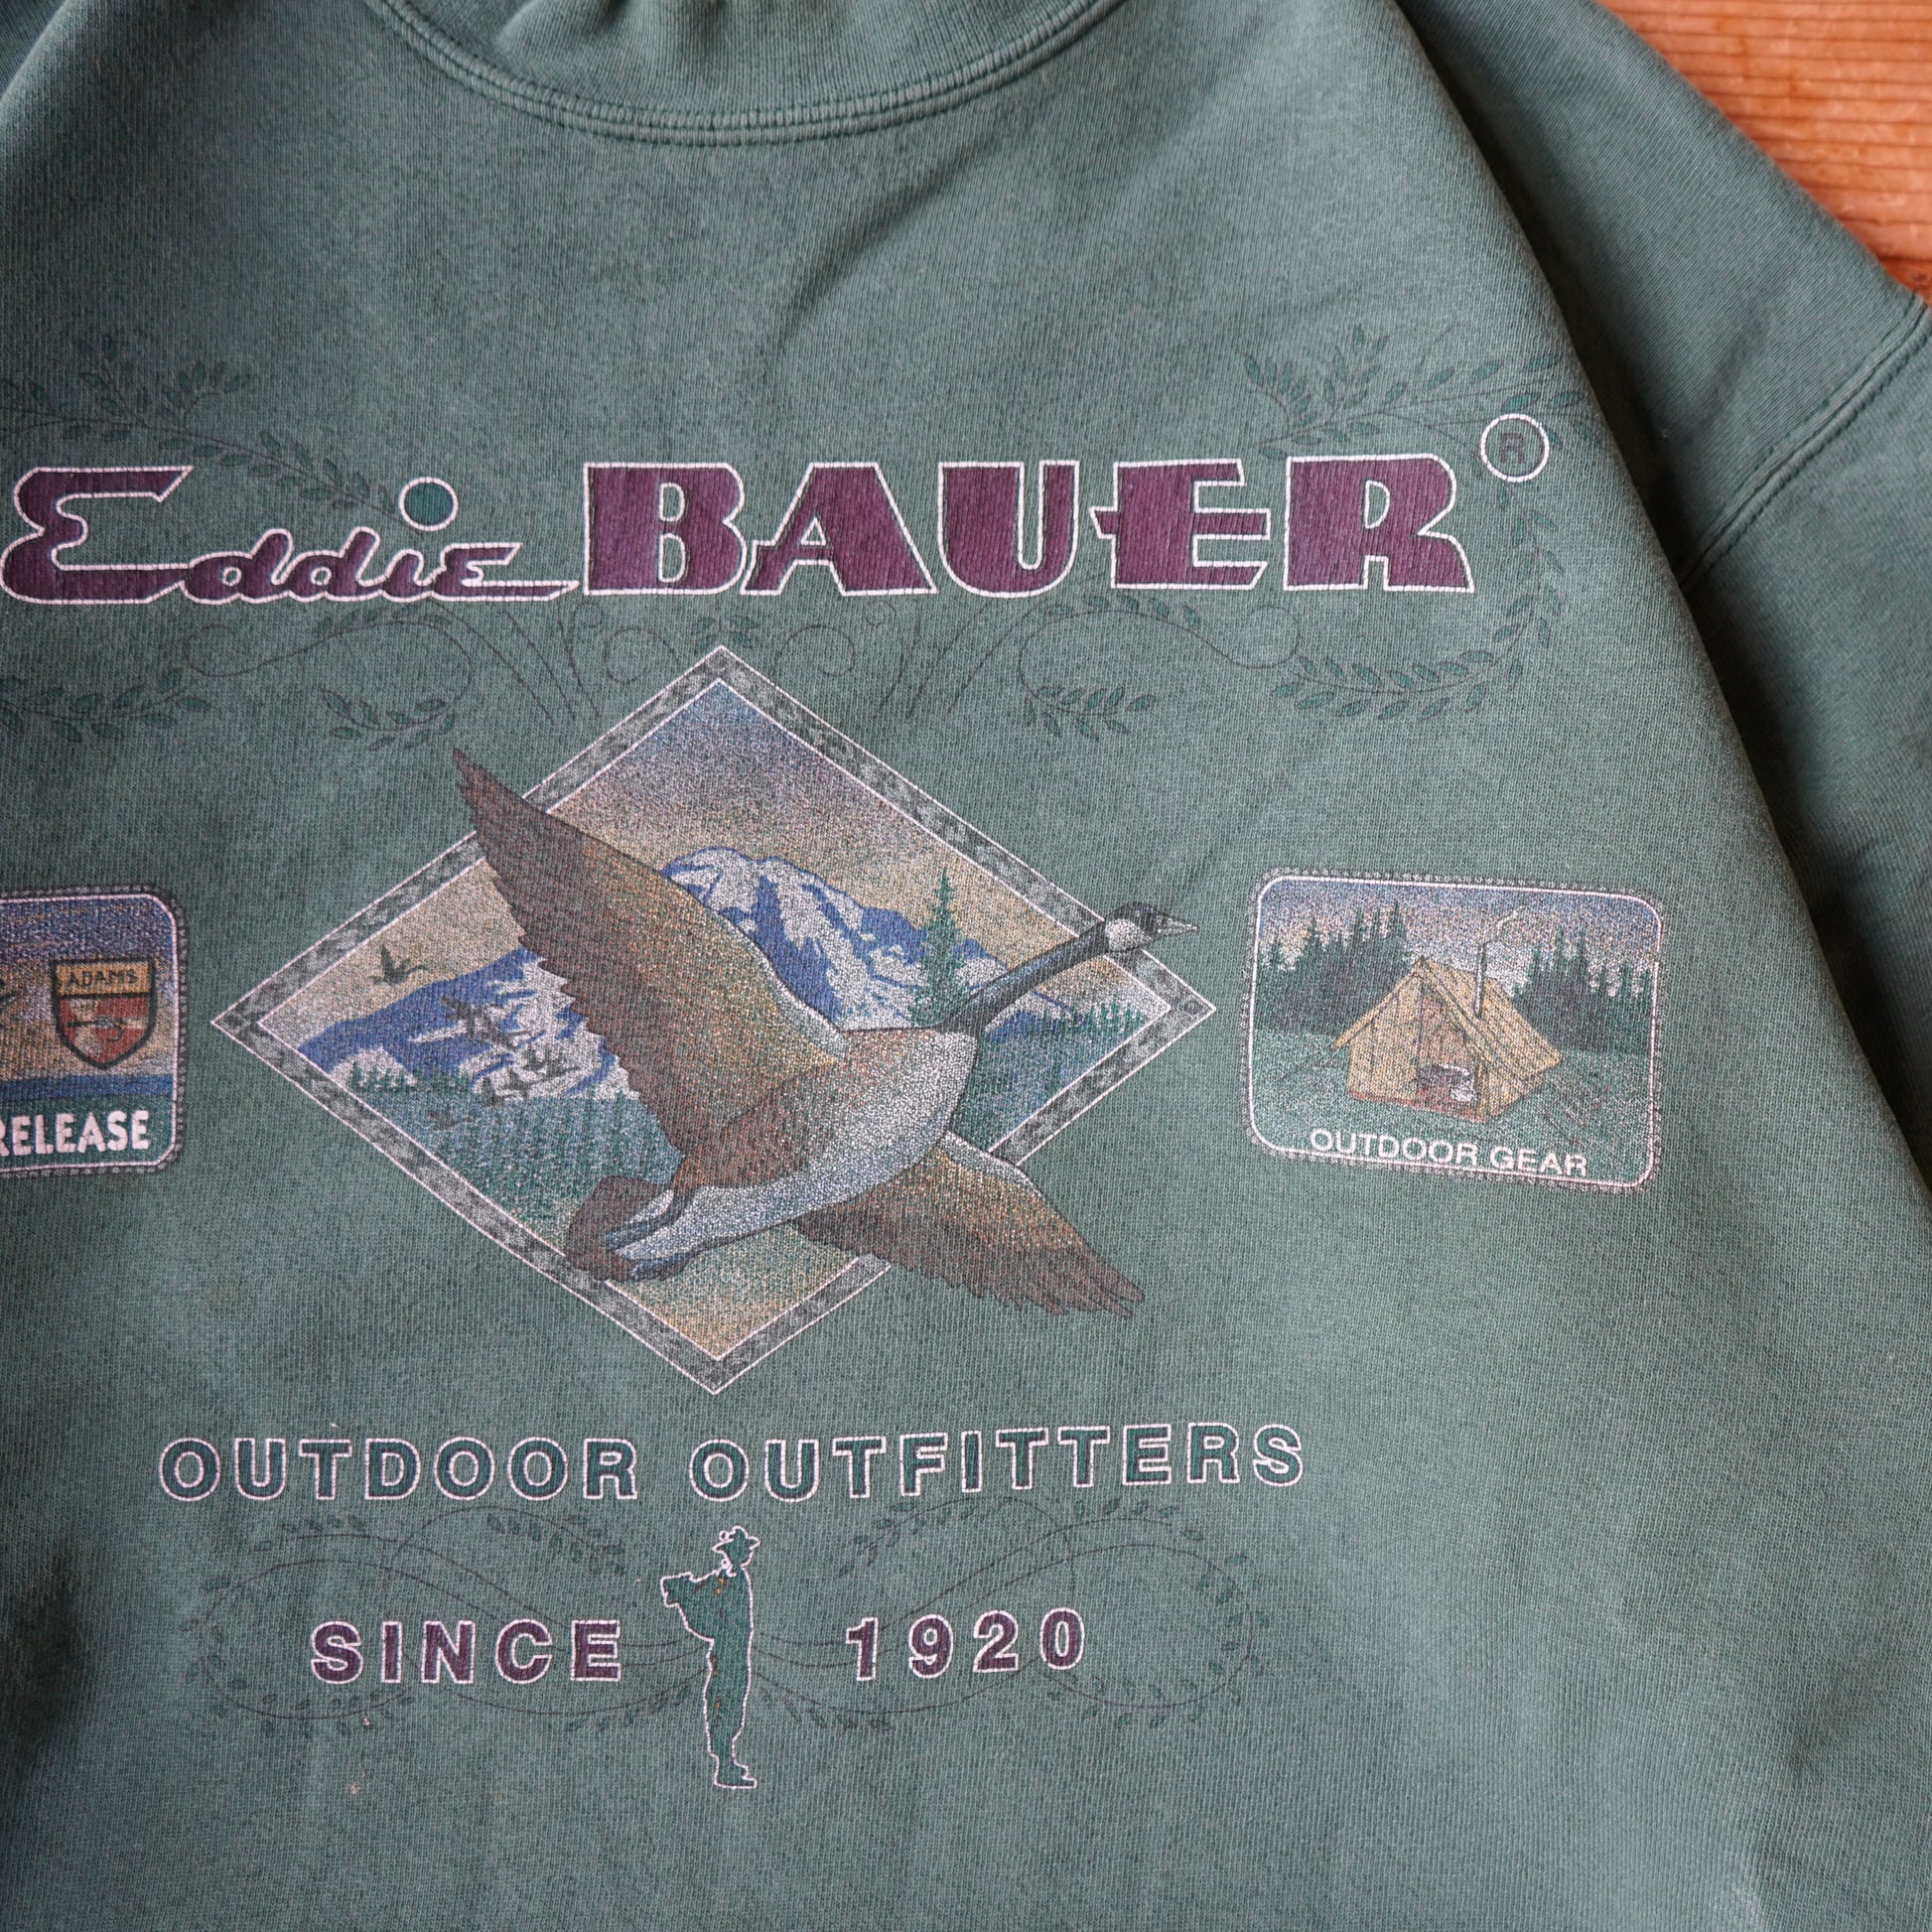 Eddie BAUER®
ADAMS
RELEASE
OUTDOOR GEAR
OUTDOOR OUTFITTERS
SINCE 1920